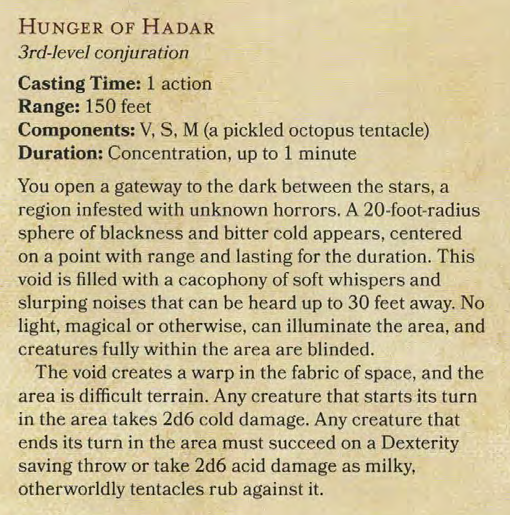 HUNGER OF HADAR
3rd-level conjuration
Casting Time: 1 action
Range: 150 feet
Components: V, S, M (a pickled octopus tentacle)
Duration: Concentration, up to 1 minute
You open a gateway to the dark between the stars, a
region infested with unknown horrors. A 20-foot-radius
sphere of blackness and bitter cold appears, centered
on a point with range and lasting for the duration. This
void is filled with a cacophony of soft whispers and
slurping noises that can be heard up to 30 feet away. No
light, magical or otherwise, can illuminate the area, and
creatures fully within the area are blinded.
The void creates a warp in the fabric of space, and the
area is difficult terrain. Any creature that starts its turn
in the area takes 2d6 cold damage. Any creature that
ends its turn in the area must succeed on a Dexterity
saving throw or take 2d6 acid damage as milky,
otherworldly tentacles rub against it.